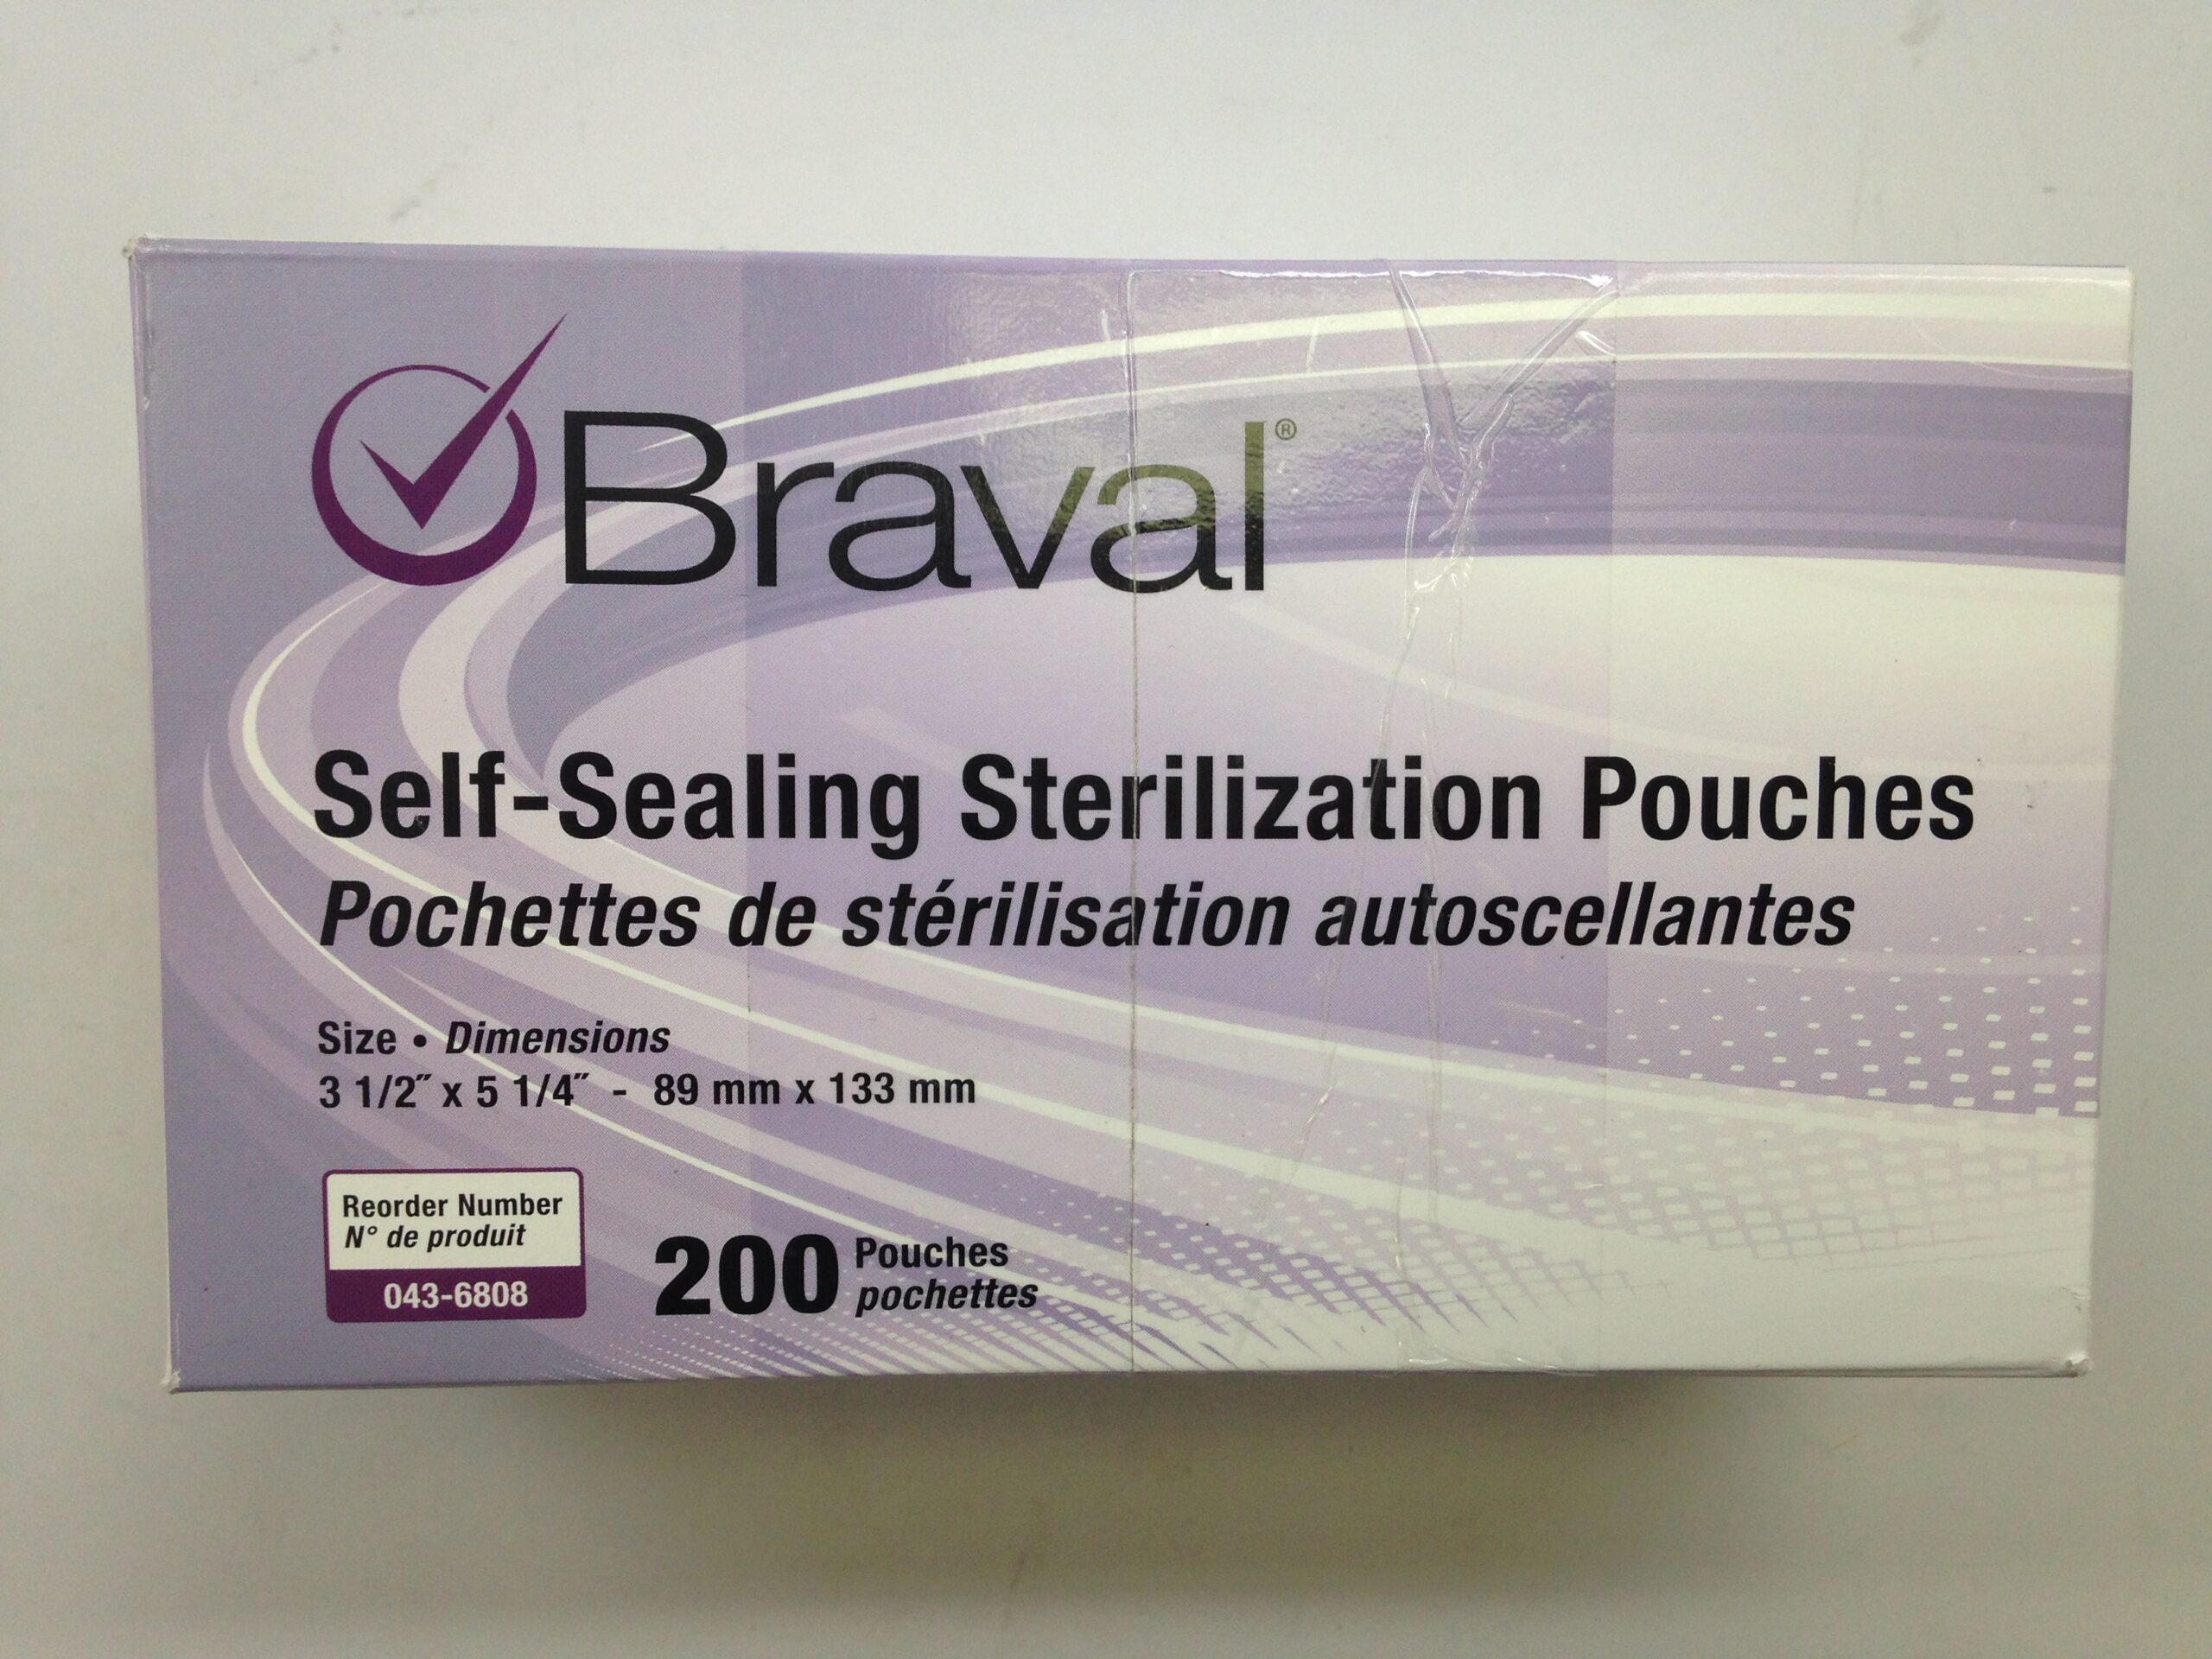 Braval®
Self-Sealing Sterilization Pouches
Pochettes de stérilisation autoscellantes
Size • Dimensions
3 1/2˝ x 5 1/4˝ - 89 mm x 133 mm
Reorder Number
N° de produit
043-6808
200 Pouches
pochettes